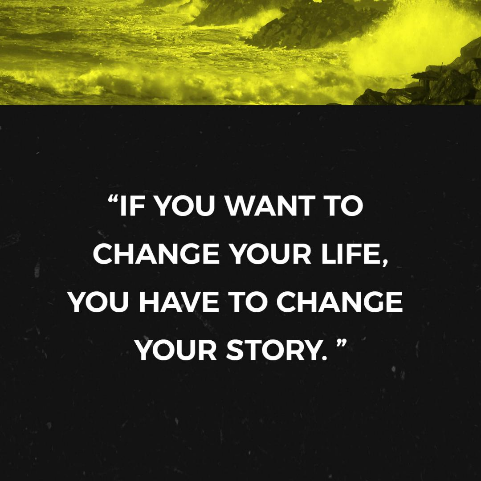 “IF YOU WANT TO
CHANGE YOUR LIFE,
YOU HAVE TO CHANGE
YOUR STORY. ”